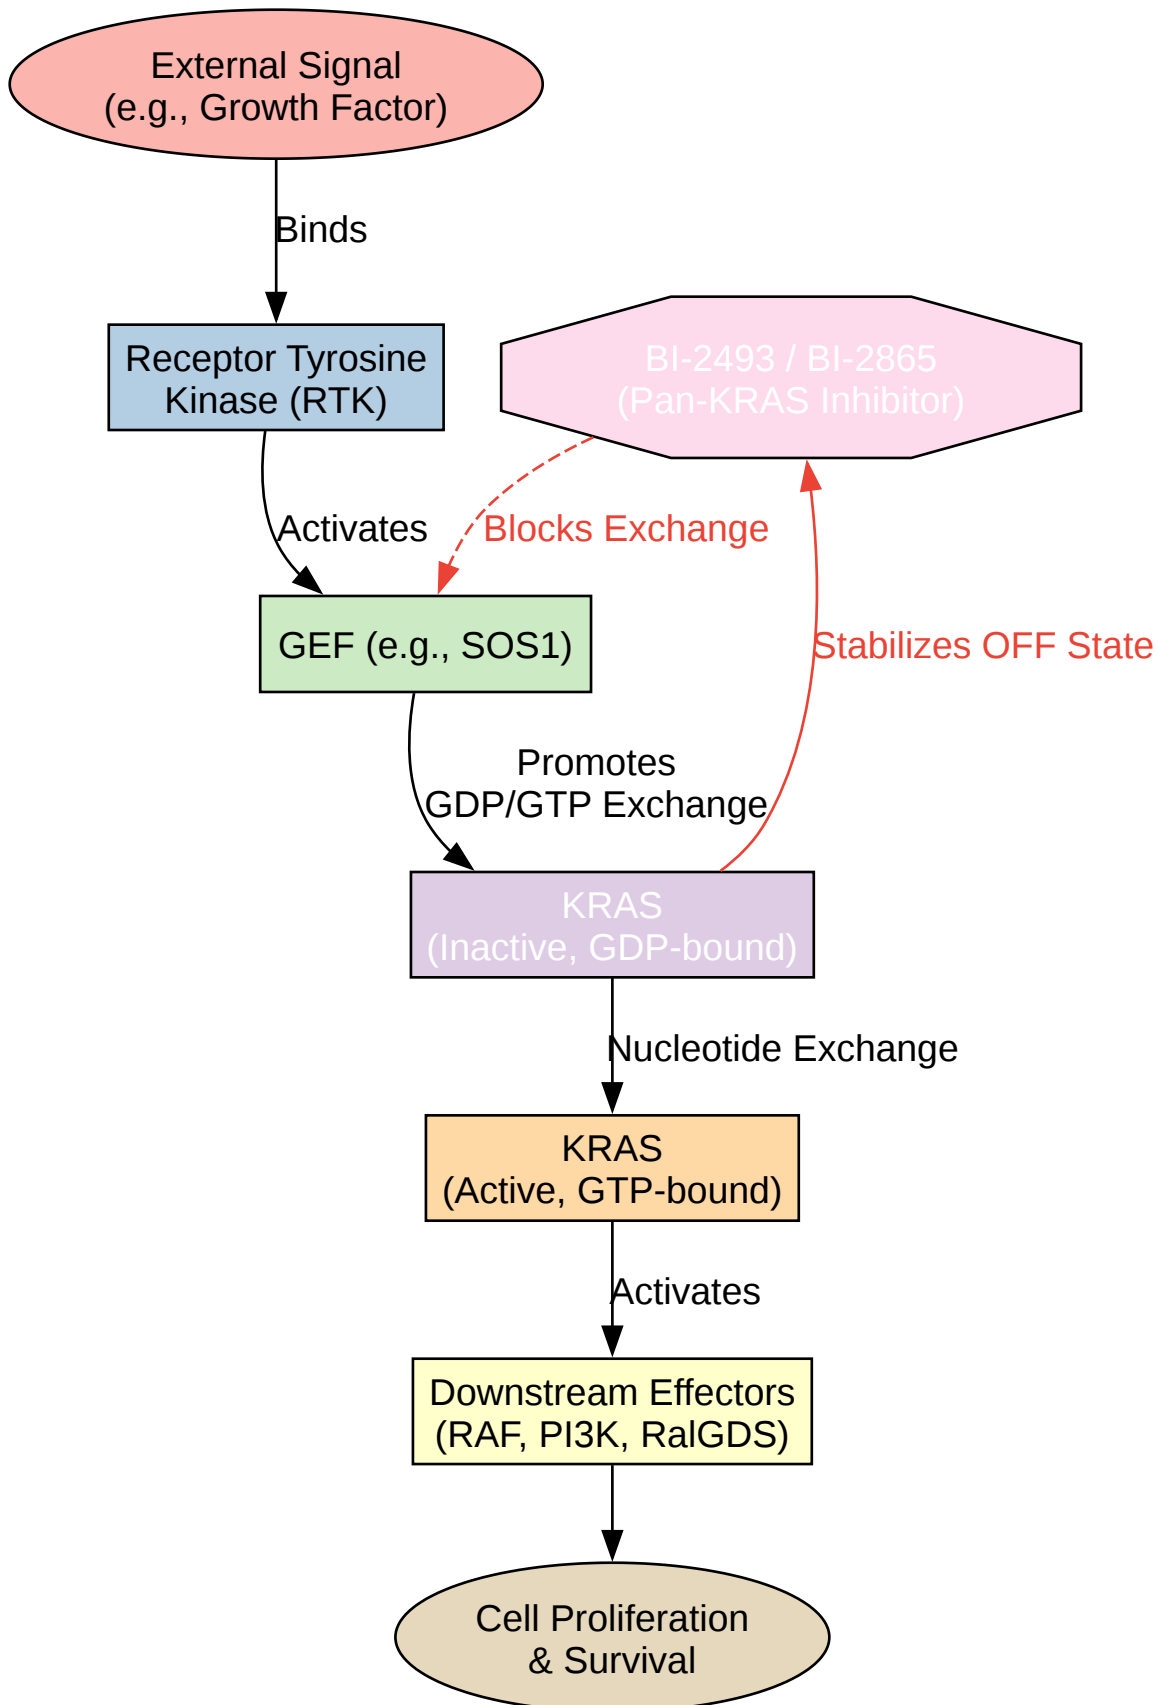 External Signal
(e.g., Growth Factor)
Binds
Receptor Tyrosine
Kinase (RTK)
BI-2493 / BI-2865
(Pan-KRAS Inhibitor)
Activates
Blocks Exchange
GEF (e.g., SOS1)
Stabilizes OFF State
Promotes
GDP/GTP Exchange
KRAS
(Inactive, GDP-bound)
Nucleotide Exchange
KRAS
(Active, GTP-bound)
Activates
Downstream Effectors
(RAF, PI3K, RalGDS)
Cell Proliferation
& Survival